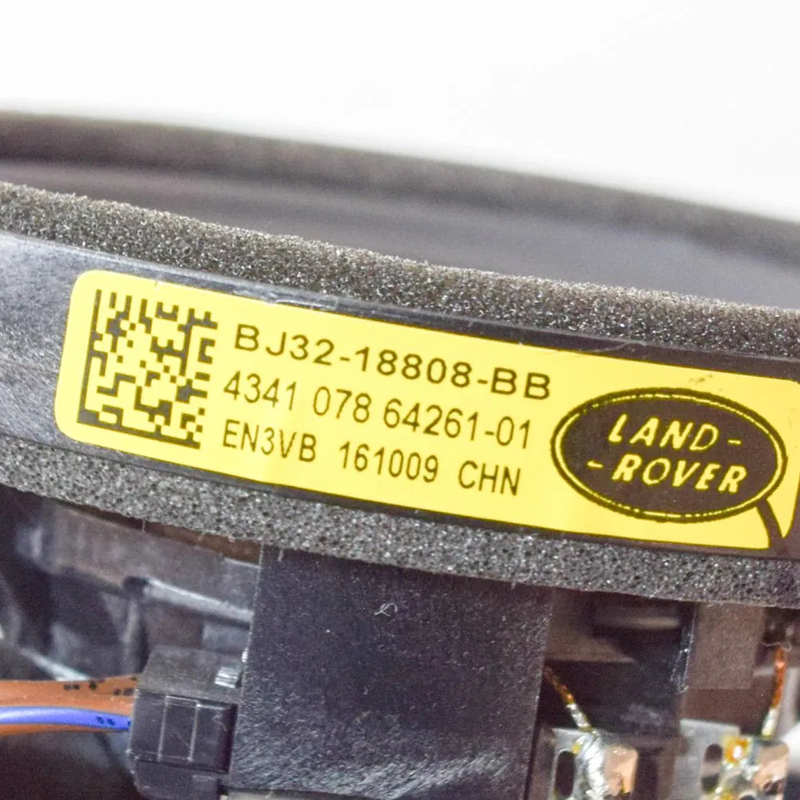 BJ32-18808-BB
4341 078 64261-01
EN3VB 161009 CHN
LAND-
-ROVER